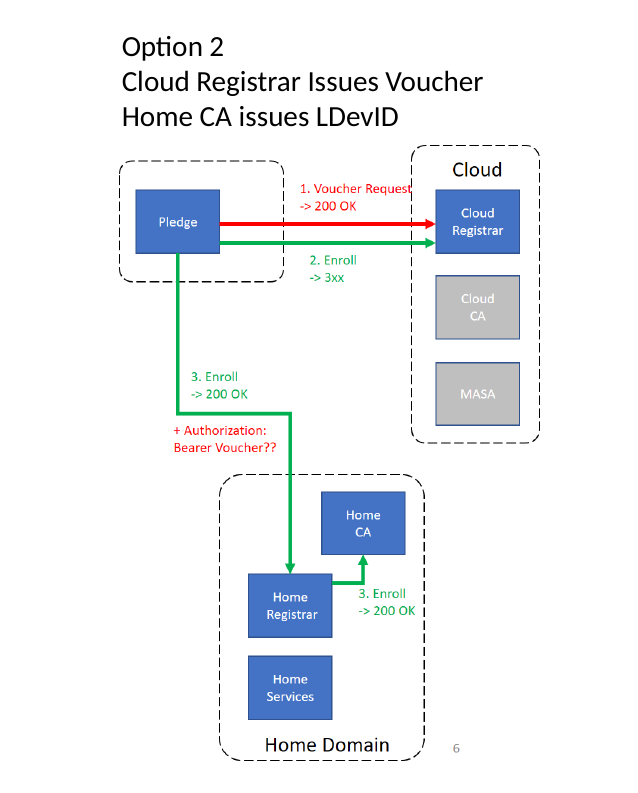 Option 2
Cloud Registrar Issues Voucher
Home CA issues LDevID
Cloud
1. Voucher Request
-> 200 OK
Pledge
Cloud
Registrar
2. Enroll
-> 3xx
Cloud
CA
3. Enroll
-> 200 OK
MASA
+ Authorization:
Bearer Voucher??
Home
CA
Home
Registrar
3. Enroll
-> 200 OK
Home
Services
Home Domain
6